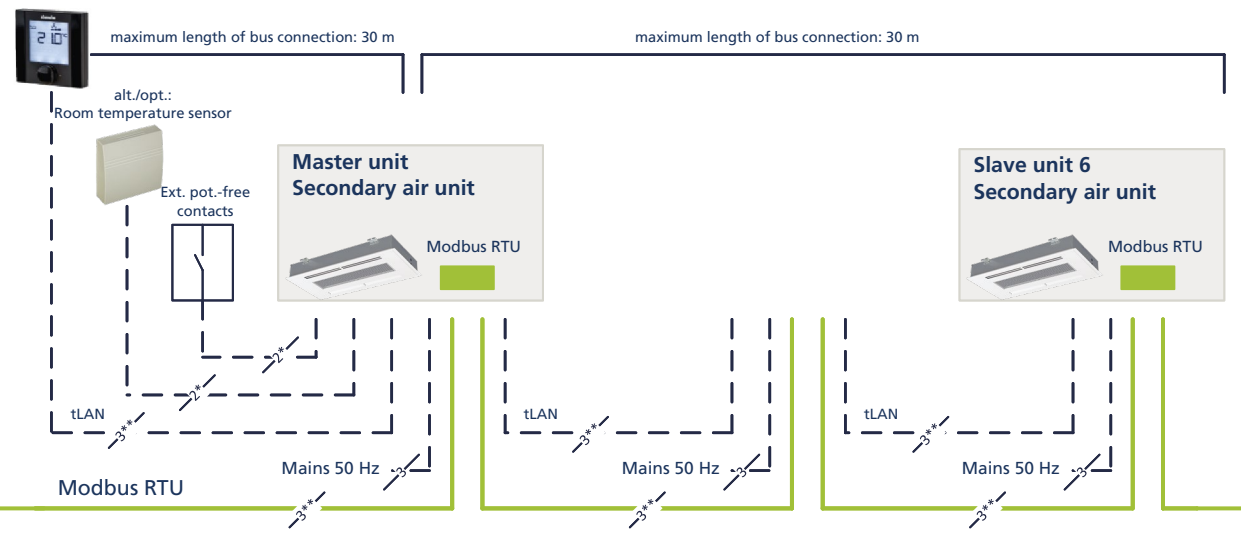 maximum length of bus connection: 30 m
maximum length of bus connection: 30 m
21.0
alt./opt.:
Room temperature sensor
Ext. pot.-free
contacts
Master unit
Secondary air unit
Modbus RTU
Slave unit 6
Secondary air unit
Modbus RTU
2*
2*
tLAN
3**
tLAN
3**
tLAN
3**
Mains 50 Hz
3
Mains 50 Hz
3
Mains 50 Hz
3
Modbus RTU
3**
3**
3**